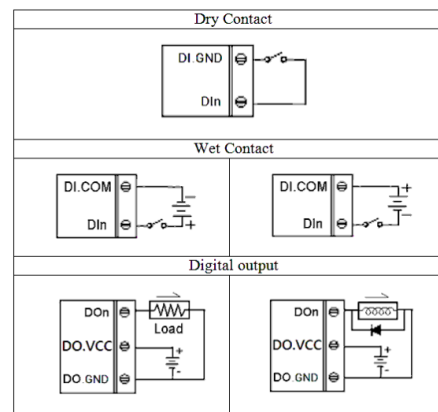 Dry Contact
DI.GND
DIn
Wet Contact
DI.COM
−
DIn
+
DI.COM
+
DIn
−
Digital output
DOn
Load
DO.VCC
+
DO.GND
-
DOn
DO.VCC
+
DO.GND
-